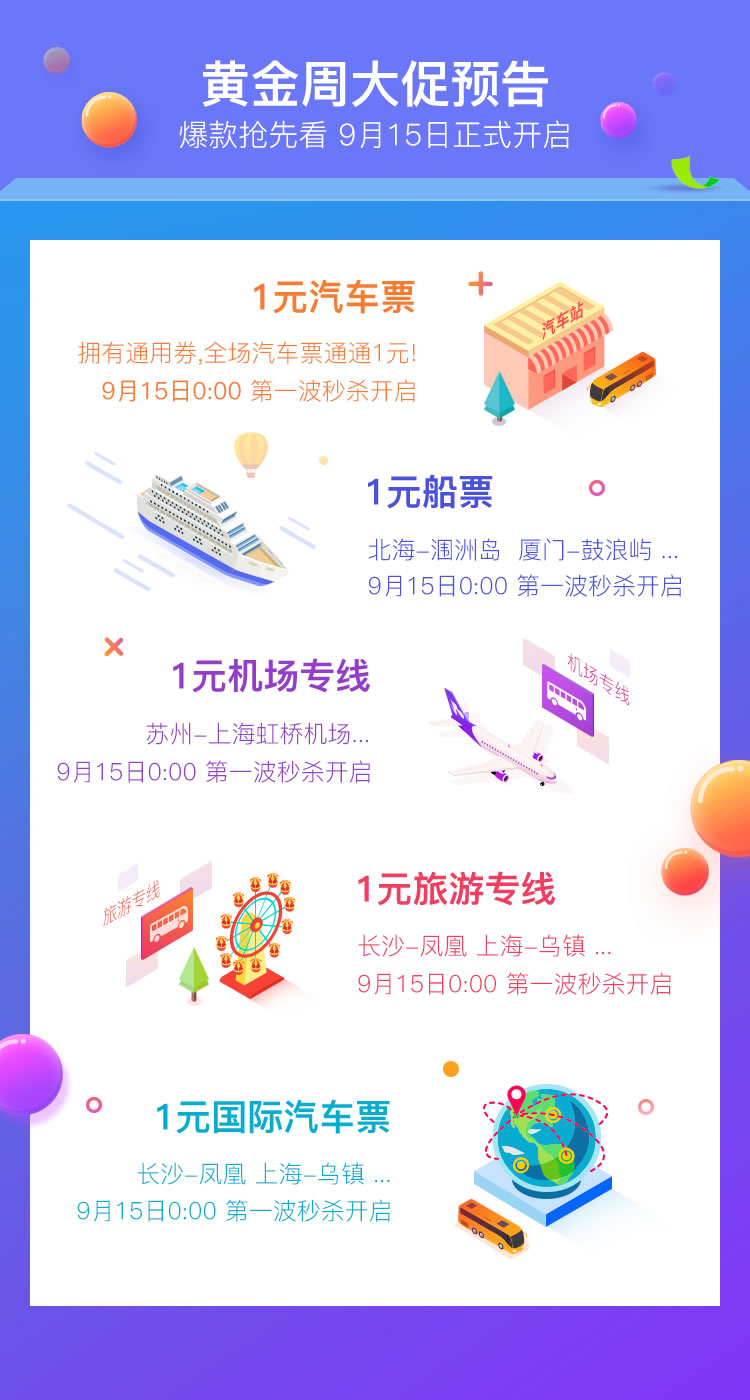 黄金周大促预告
爆款抢先看 9月15日正式开启
1元汽车票
拥有通用券,全场汽车票通通1元!
9月15日0:00 第一波秒杀开启
汽车站
1元船票
北海–涠洲岛 厦门–鼓浪屿 ...
9月15日0:00 第一波秒杀开启
1元机场专线
苏州–上海虹桥机场...
9月15日0:00 第一波秒杀开启
机场专线
旅游专线
1元旅游专线
长沙–凤凰 上海–乌镇 ...
9月15日0:00 第一波秒杀开启
1元国际汽车票
长沙–凤凰 上海–乌镇 ...
9月15日0:00 第一波秒杀开启